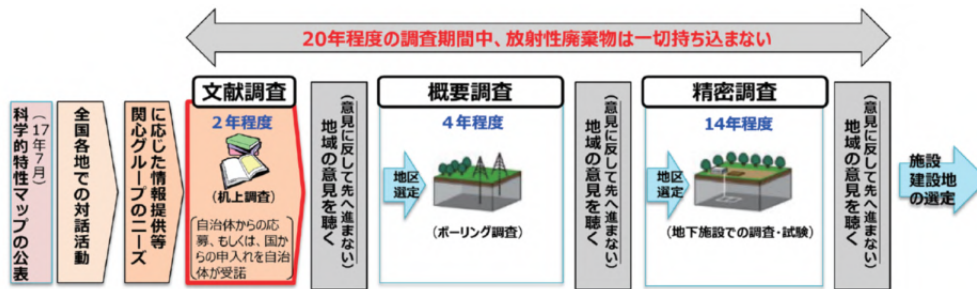 20年程度の調査期間中、放射性廃棄物は一切持ち込まない
科学的特性マップの公表
(17年7月)
全国各地での対話活動
関心グループのニーズ
に応じた情報提供等
文献調査
2年程度
(机上調査)
自治体からの応
募、もしくは、国か
らの申入れを自治
体が受諾
地域の意見を聴く
(意見に反して先へ進まない)
概要調査
4年程度
地区
選定
(ボーリング調査)
地域の意見を聴く
(意見に反して先へ進まない)
精密調査
14年程度
地区
選定
(地下施設での調査・試験)
地域の意見を聴く
(意見に反して先へ進まない)
施設
建設地
の選定